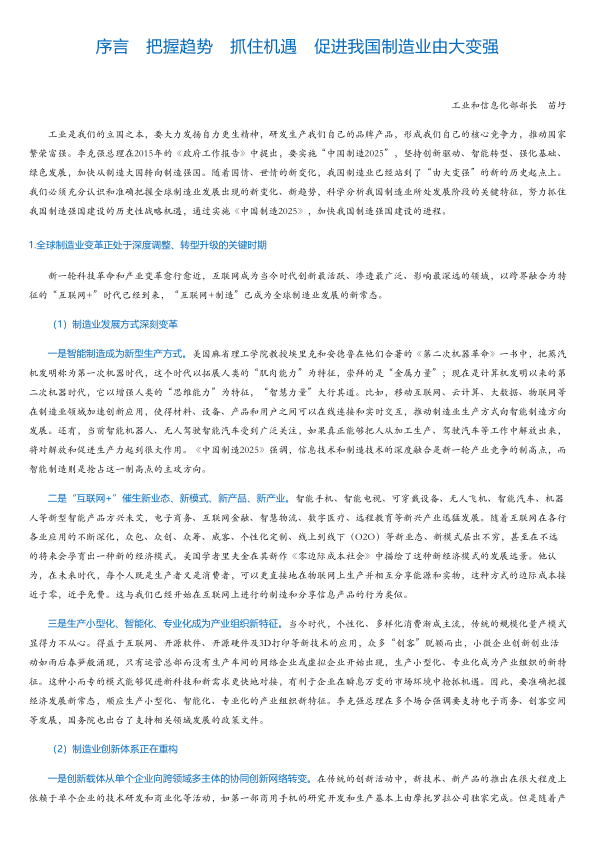 序言　把握趋势　抓住机遇　促进我国制造业由大变强
工业和信息化部部长　苗圩
工业是我们的立国之本，要大力发扬自力更生精神，研发生产我们自己的品牌产品，形成我们自己的核心竞争力，推动国家
繁荣富强。李克强总理在2015年的《政府工作报告》中提出，要实施“中国制造2025”，坚持创新驱动、智能转型、强化基础、
绿色发展，加快从制造大国转向制造强国。随着国情、世情的新变化，我国制造业已经站到了“由大变强”的新的历史起点上。
我们必须充分认识和准确把握全球制造业发展出现的新变化、新趋势，科学分析我国制造业所处发展阶段的关键特征，努力抓住
我国制造强国建设的历史性战略机遇，通过实施《中国制造2025》，加快我国制造强国建设的进程。
1.全球制造业变革正处于深度调整、转型升级的关键时期
新一轮科技革命和产业变革愈行愈近，互联网成为当今时代创新最活跃、渗透最广泛、影响最深远的领域，以跨界融合为特
征的“互联网+”时代已经到来，“互联网+制造”已成为全球制造业发展的新常态。
（1）制造业发展方式深刻变革
一是智能制造成为新型生产方式。美国麻省理工学院教授埃里克和安德鲁在他们合著的《第二次机器革命》一书中，把蒸汽
机发明称为第一次机器时代，这个时代以拓展人类的“肌肉能力”为特征，崇拜的是“金属力量”；现在是计算机发明以来的第
二次机器时代，它以增强人类的“思维能力”为特征，“智慧力量”大行其道。比如，移动互联网、云计算、大数据、物联网等
在制造业领域加速创新应用，使得材料、设备、产品和用户之间可以在线连接和实时交互，推动制造业生产方式向智能制造方向
发展。还有，当前智能机器人、无人驾驶智能汽车受到广泛关注，如果真正能够把人从加工生产、驾驶汽车等工作中解放出来，
将对解放和促进生产力起到很大作用。《中国制造2025》强调，信息技术和制造技术的深度融合是新一轮产业竞争的制高点，而
智能制造则是抢占这一制高点的主攻方向。
二是“互联网+”催生新业态、新模式、新产品、新产业。智能手机、智能电视、可穿戴设备、无人飞机、智能汽车、机器
人等新型智能产品方兴未艾，电子商务、互联网金融、智慧物流、数字医疗、远程教育等新兴产业迅猛发展。随着互联网在各行
各业应用的不断深化，众包、众创、众筹、威客、个性化定制、线上到线下（O2O）等新业态、新模式层出不穷，甚至在不远
的将来会孕育出一种新的经济模式。美国学者里夫金在其新作《零边际成本社会》中描绘了这种新经济模式的发展远景。他认
为，在未来时代，每个人既是生产者又是消费者，可以更直接地在物联网上生产并相互分享能源和实物，这种方式的边际成本接
近于零，近乎免费。这与我们已经开始在互联网上进行的制造和分享信息产品的行为类似。
三是生产小型化、智能化、专业化成为产业组织新特征。当今时代，个性化、多样化消费渐成主流，传统的规模化量产模式
显得力不从心。得益于互联网、开源软件、开源硬件及3D打印等新技术的应用，众多“创客”脱颖而出，小微企业创新创业活
动如雨后春笋般涌现，只有运营总部而没有生产车间的网络企业或虚拟企业开始出现，生产小型化、专业化成为产业组织的新特
征。这种小而专的模式能够促进新科技和新需求更快地对接，有利于企业在瞬息万变的市场环境中抢抓机遇。因此，要准确把握
经济发展新常态，顺应生产小型化、智能化、专业化的产业组织新特征。李克强总理在多个场合强调要支持电子商务、创客空间
等发展，国务院也出台了支持相关领域发展的政策文件。
（2）制造业创新体系正在重构
一是创新载体从单个企业向跨领域多主体的协同创新网络转变。在传统的创新活动中，新技术、新产品的推出在很大程度上
依赖于单个企业的技术研发和商业化等活动，如第一部商用手机的研究开发和生产基本上由摩托罗拉公司独家完成。但是随着产